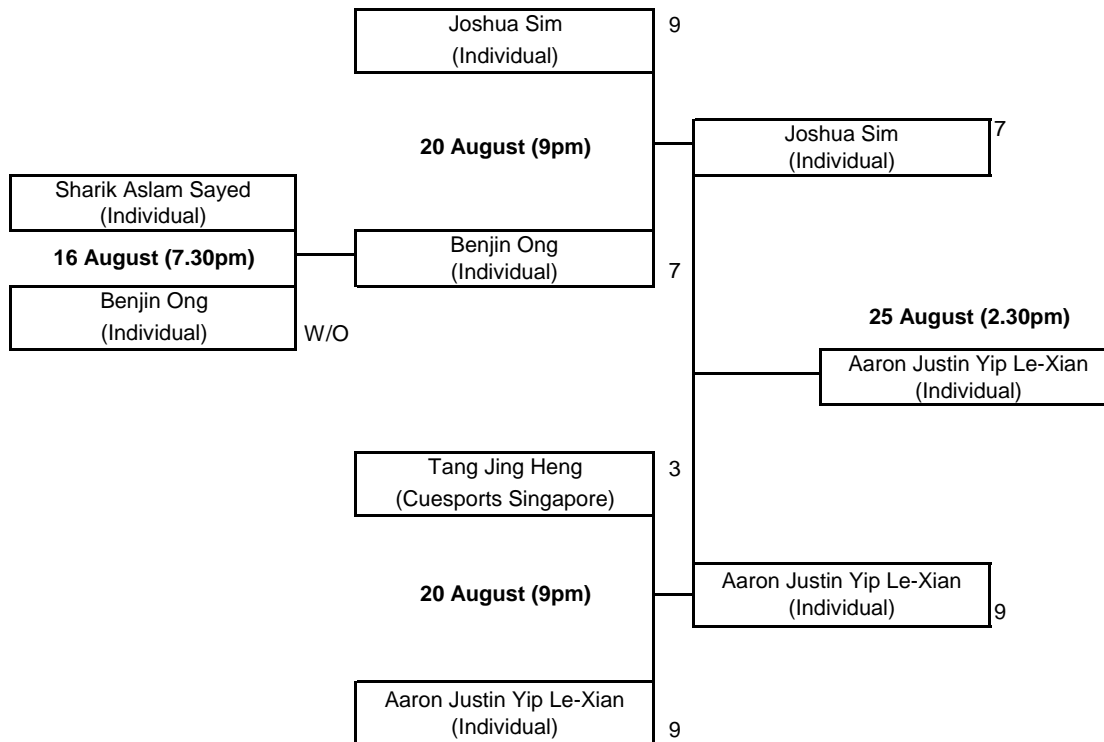 Joshua Sim
(Individual)
9
20 August (9pm)
Joshua Sim
(Individual)
7
Sharik Aslam Sayed
(Individual)
16 August (7.30pm)
Benjin Ong
(Individual)
7
Benjin Ong
(Individual)
W/O
25 August (2.30pm)
Aaron Justin Yip Le-Xian
(Individual)
Tang Jing Heng
(Cuesports Singapore)
3
20 August (9pm)
Aaron Justin Yip Le-Xian
(Individual)
9
Aaron Justin Yip Le-Xian
(Individual)
9